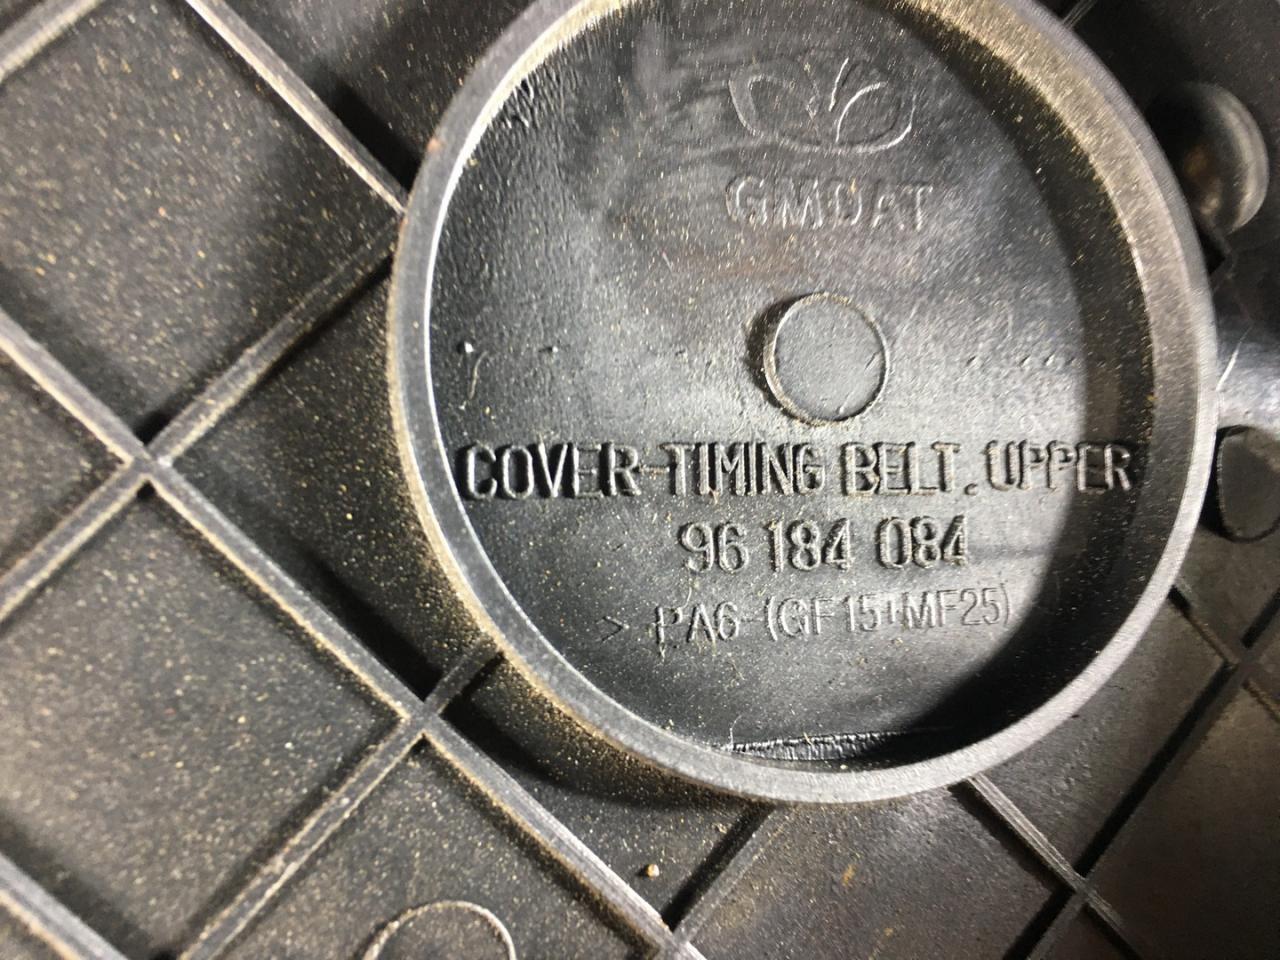 GMDAT
COVER-TIMING BELT.UPPER
96 184 084
> PA6-(GF15+MF25)